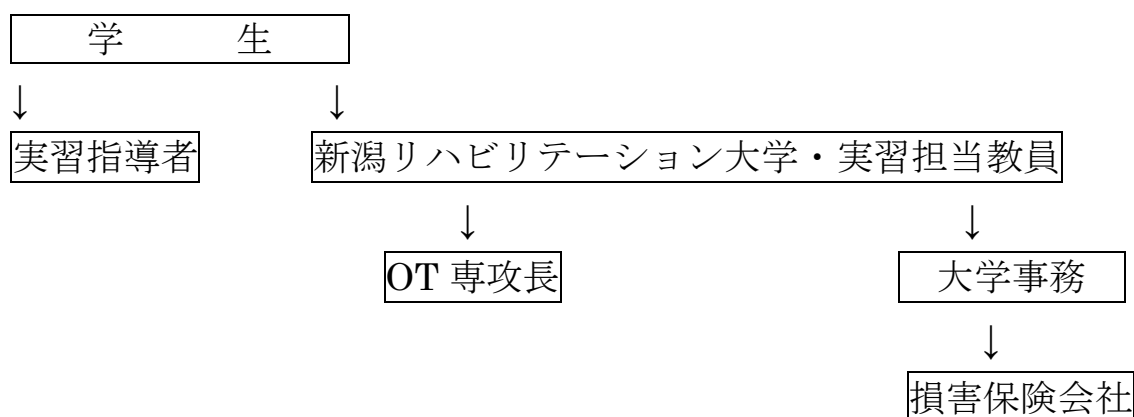 学 生
↓ ↓
実習指導者 新潟リハビリテーション大学・実習担当教員
↓ ↓
OT 専攻長 大学事務
↓
損害保険会社